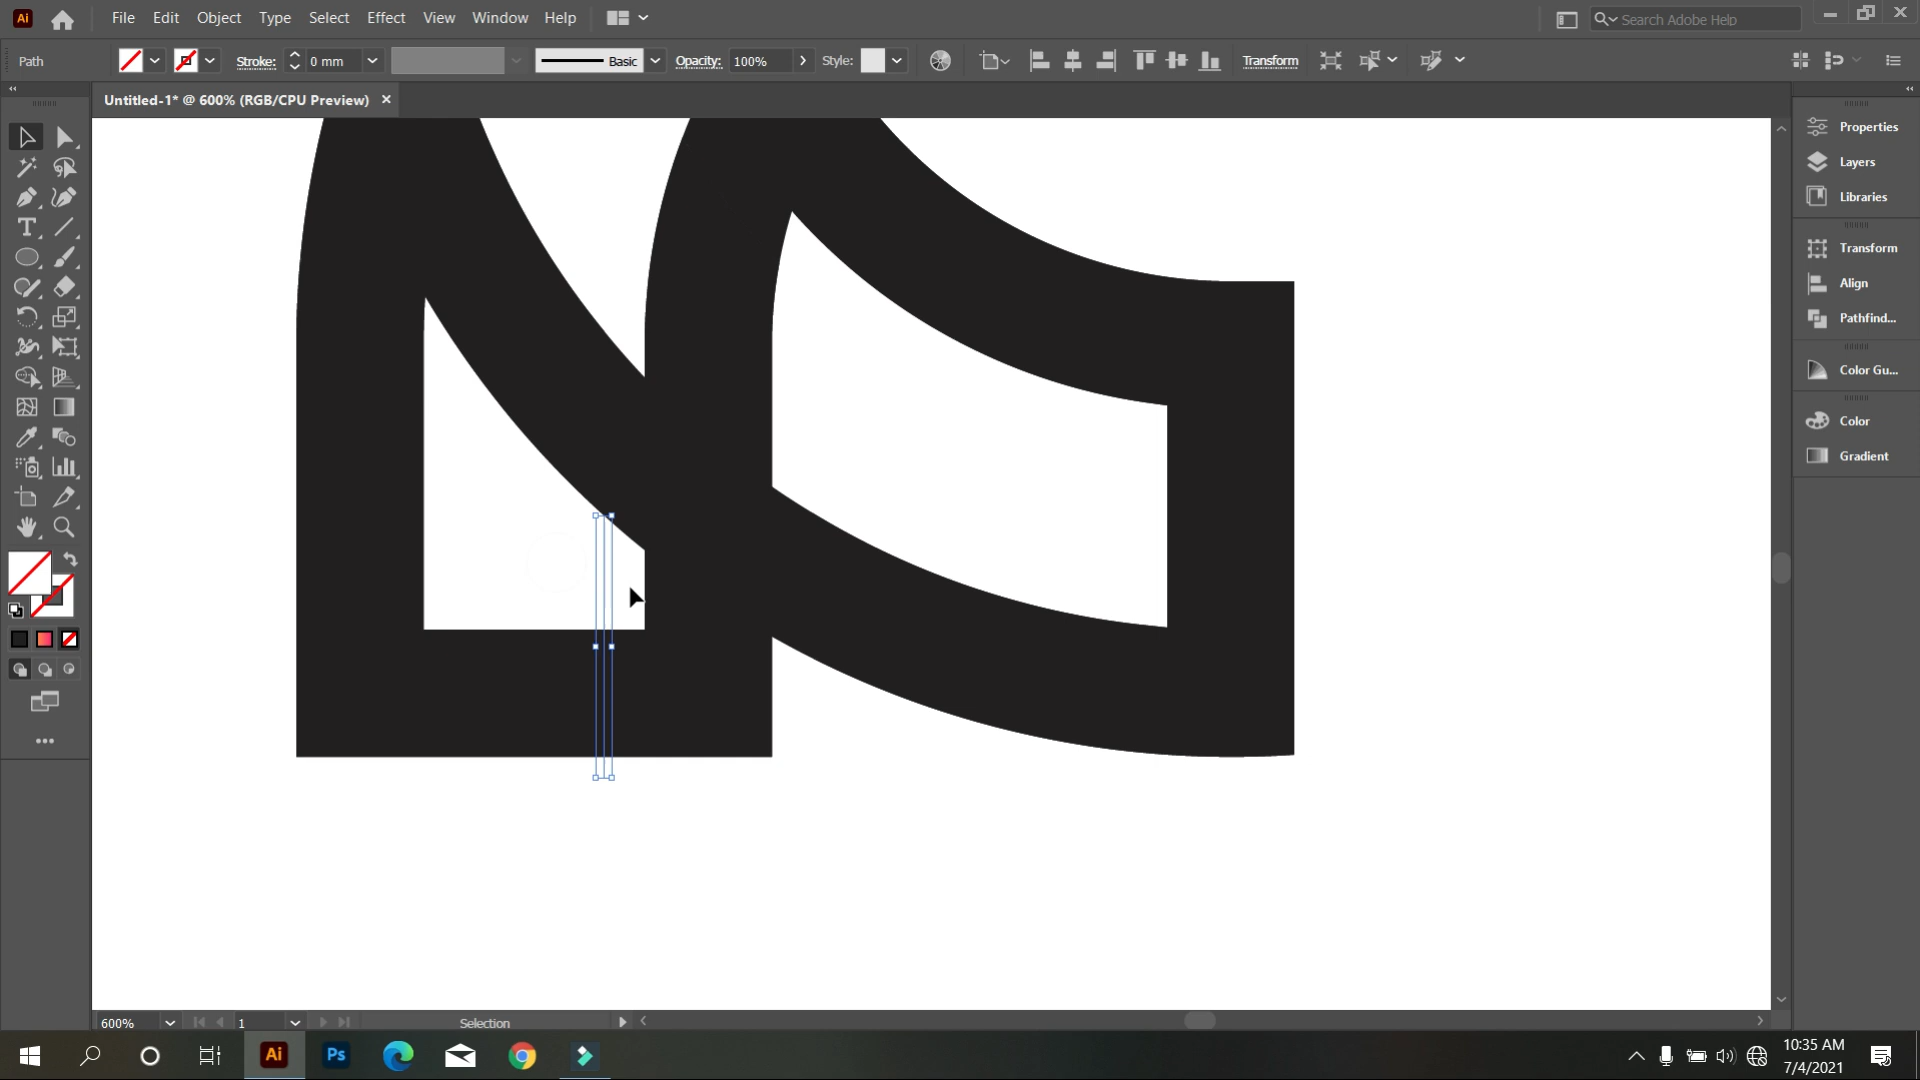 Ai
File Edit Object Type Select Effect View Window Help
Search Adobe Help
Path
Stroke:
0 mm
Basic
Opacity:
100%
Style:
Transform
Untitled-1* @ 600% (RGB/CPU Preview)
Properties
Layers
Libraries
Transform
Align
Pathfind...
Color Gu...
Color
Gradient
600%
1
Selection
Ai
Ps
10:35 AM
7/4/2021